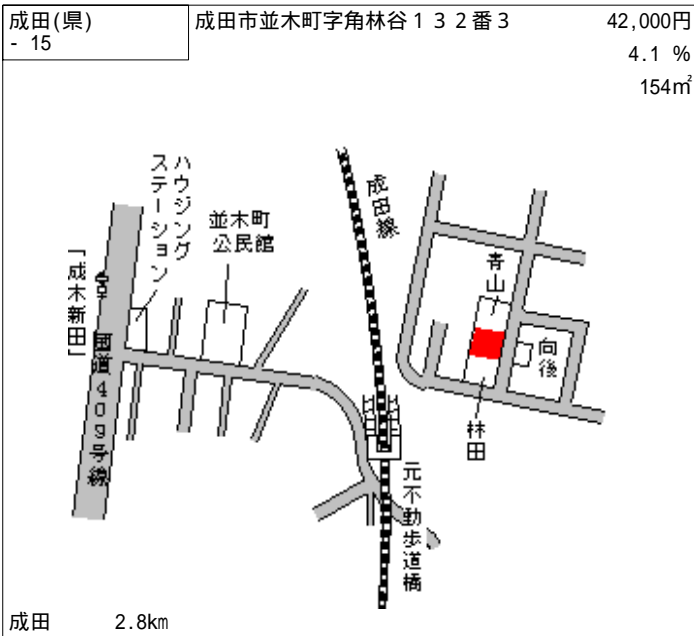 成田(県)
- 15
成田市並木町字角林谷１３２番３
42,000円
4.1 %
154㎡
ハウジング
ステーション
並木町
公民館
成田線
「成木新田」
国道409号線
青山
向後
林田
元不動歩道橋
成田 2.8km